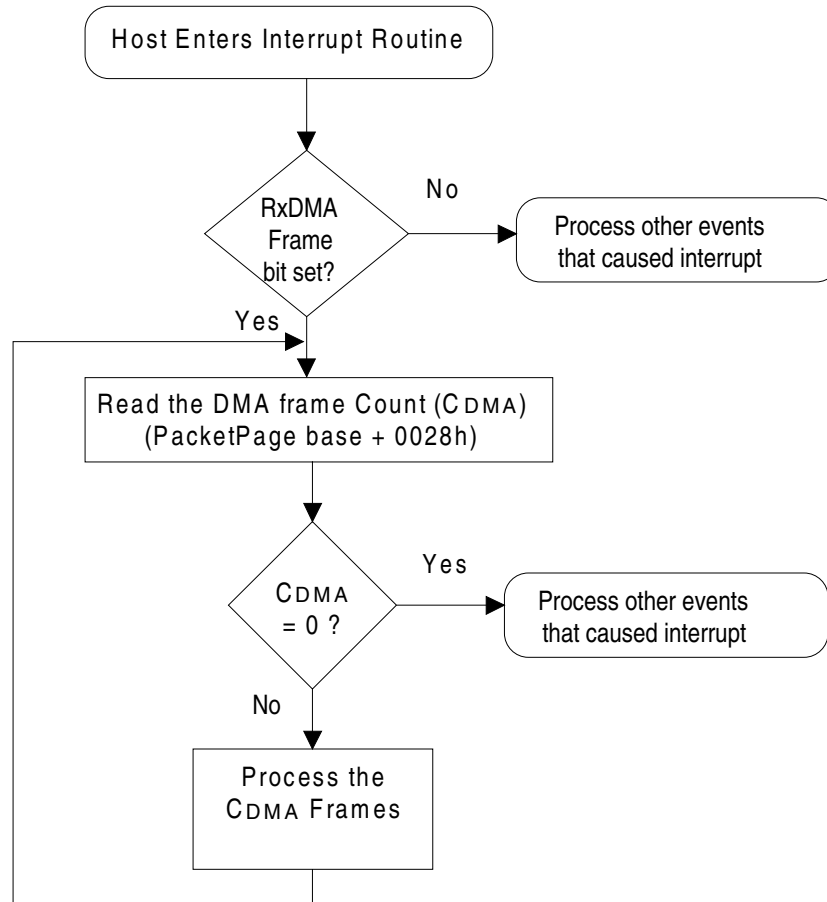 Host Enters Interrupt Routine
RxDMA
Frame
bit set?
No
Process other events
that caused interrupt
Yes
Read the DMA frame Count (CDMA)
(PacketPage base + 0028h)
CDMA
= 0 ?
Yes
Process other events
that caused interrupt
No
Process the
CDMA Frames